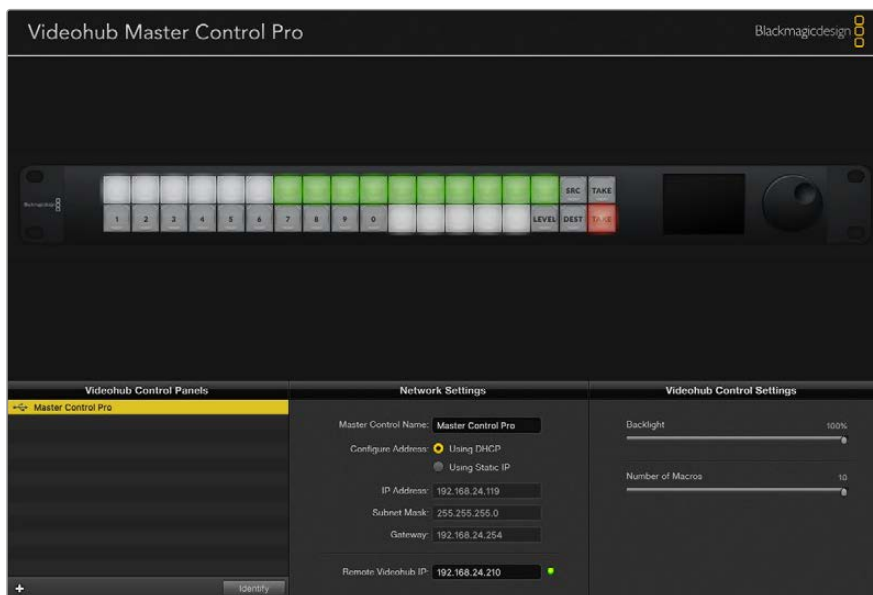 Videohub Master Control Pro
Blackmagicdesign
SRC TAKE
1 2 3 4 5 6 7 8 9 0 LEVEL DEST TAKE
Videohub Control Panels
Master Control Pro
Identify
Network Settings
Master Control Name: Master Control Pro
Configure Address: Using DHCP
Using Static IP
IP Address: 192.168.24.119
Subnet Mask: 255.255.255.0
Gateway: 192.168.24.254
Remote Videohub IP: 192.168.24.210
Videohub Control Settings
Backlight 100%
Number of Macros 10